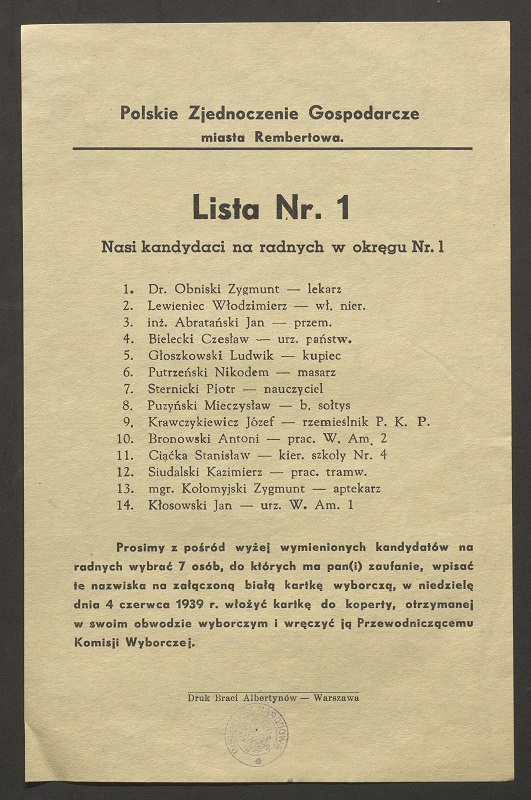 Polskie Zjednoczenie Gospodarcze
miasta Rembertowa.
Lista Nr. 1
Nasi kandydaci na radnych w okręgu Nr. 1
1. Dr. Obniski Zygmunt — lekarz
2. Lewieniec Włodzimierz — wł. nier.
3. inż. Abratański Jan — przem.
4. Bielecki Czesław — urz. państw.
5. Głoszkowski Ludwik — kupiec
6. Putrzeński Nikodem — masarz
7. Sternicki Piotr — nauczyciel
8. Puzyński Mieczysław — b. sołtys
9. Krawczykiewicz Józef — rzemieślnik P. K. P.
10. Bronowski Antoni — prac. W. Am. 2
11. Ciąćka Stanisław — kier. szkoły Nr. 4
12. Siudalski Kazimierz — prac. tramw.
13. mgr. Kołomyjski Zygmunt — aptekarz
14. Kłosowski Jan — urz. W. Am. 1
Prosimy z pośród wyżej wymienionych kandydatów na
radnych wybrać 7 osób, do których ma pan(i) zaufanie, wpisać
te nazwiska na załączoną białą kartkę wyborczą, w niedzielę
dnia 4 czerwca 1939 r. włożyć kartkę do koperty, otrzymanej
w swoim obwodzie wyborczym i wręczyć ją Przewodniczącemu
Komisji Wyborczej.
Druk Braci Albertynów — Warszawa